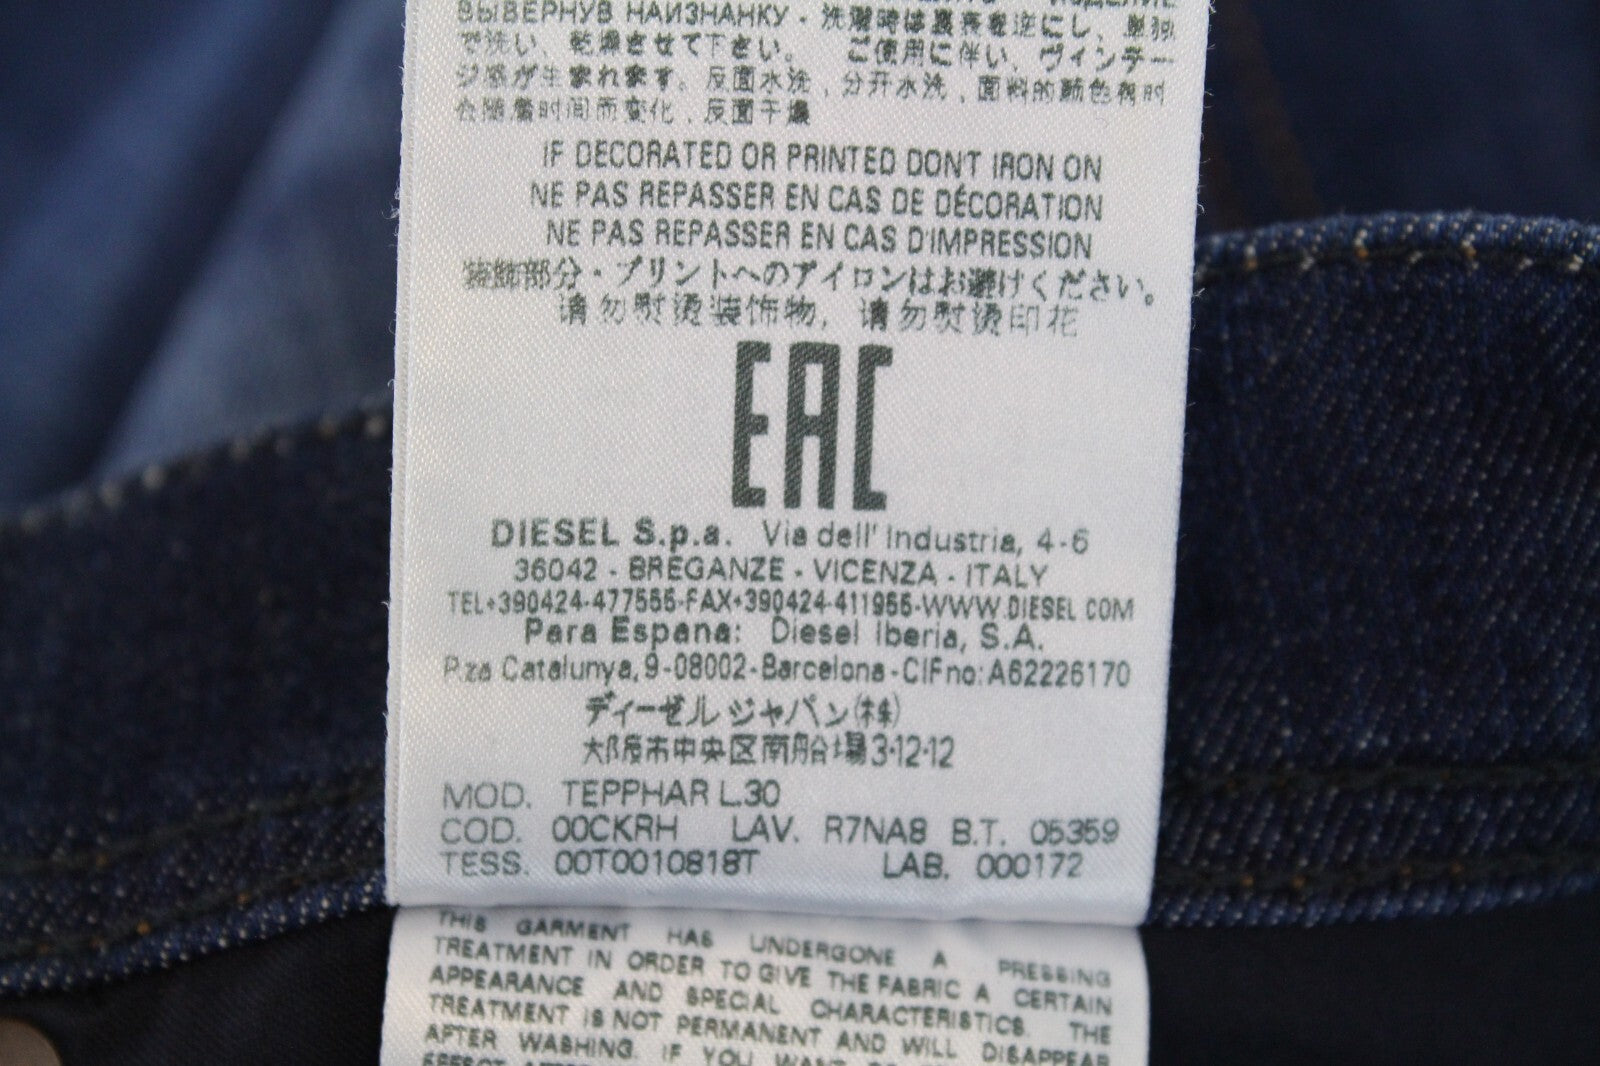 ВЫВЕРНУВ НАИЗНАНКУ - 洗濯時は裏表を逆にし、単独
で洗い、乾燥させて下さい。 ご使用に伴い、ヴィンテー
ジ感が生まれます。反面水洗，分开水洗，面料的颜色有时
会随着时间而变化，反面干燥
IF DECORATED OR PRINTED DON'T IRON ON
NE PAS REPASSER EN CAS DE DÉCORATION
NE PAS REPASSER EN CAS D'IMPRESSION
装飾部分・プリントへのアイロンはお避けください。
请勿熨烫装饰物，请勿熨烫印花
EAC
DIESEL S.p.a. Via dell' Industria, 4-6
36042 - BREGANZE - VICENZA - ITALY
TEL+390424-477555-FAX+390424-411955-WWW.DIESEL.COM
Para Espana: Diesel Iberia, S.A.
P.za Catalunya, 9-08002-Barcelona-CIF no: A62226170
ディーゼル ジャパン(株)
大阪市中央区南船場3-12-12
MOD. TEPPHAR L.30
COD. 00CKRH LAV. R7NA8 B.T. 05359
TESS. 00T0010818T LAB. 000172
THIS GARMENT HAS UNDERGONE A PRESSING
TREATMENT IN ORDER TO GIVE THE FABRIC A CERTAIN
APPEARANCE AND SPECIAL CHARACTERISTICS. THE
TREATMENT IS NOT PERMANENT AND WILL DISAPPEAR
AFTER WASHING. IF YOU WANT